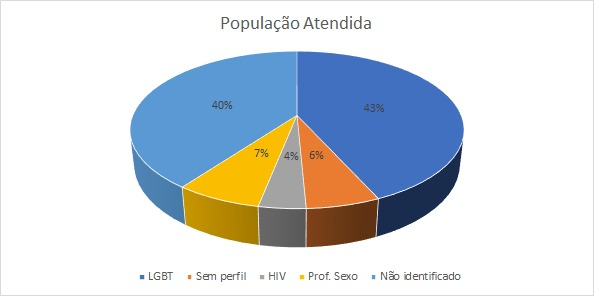 População Atendida
40%
43%
7%
4%
6%
LGBT Sem perfil HIV Prof. Sexo Não identificado